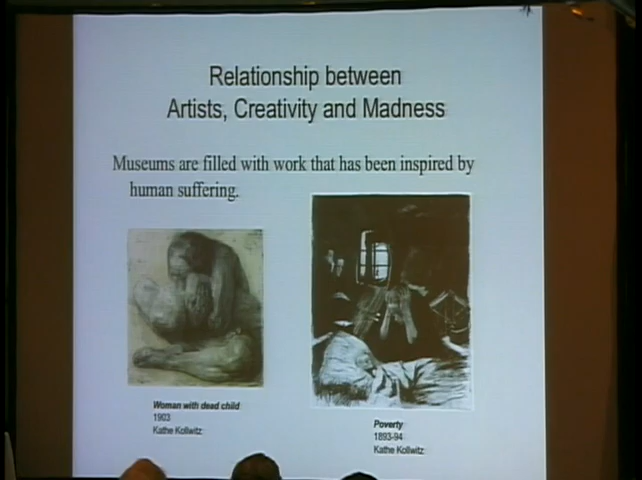 Relationship between
Artists, Creativity and Madness
Museums are filled with work that has been inspired by
human suffering.
Woman with dead child
1903
Kathe Kollwitz
Poverty
1893-94
Kathe Kollwitz